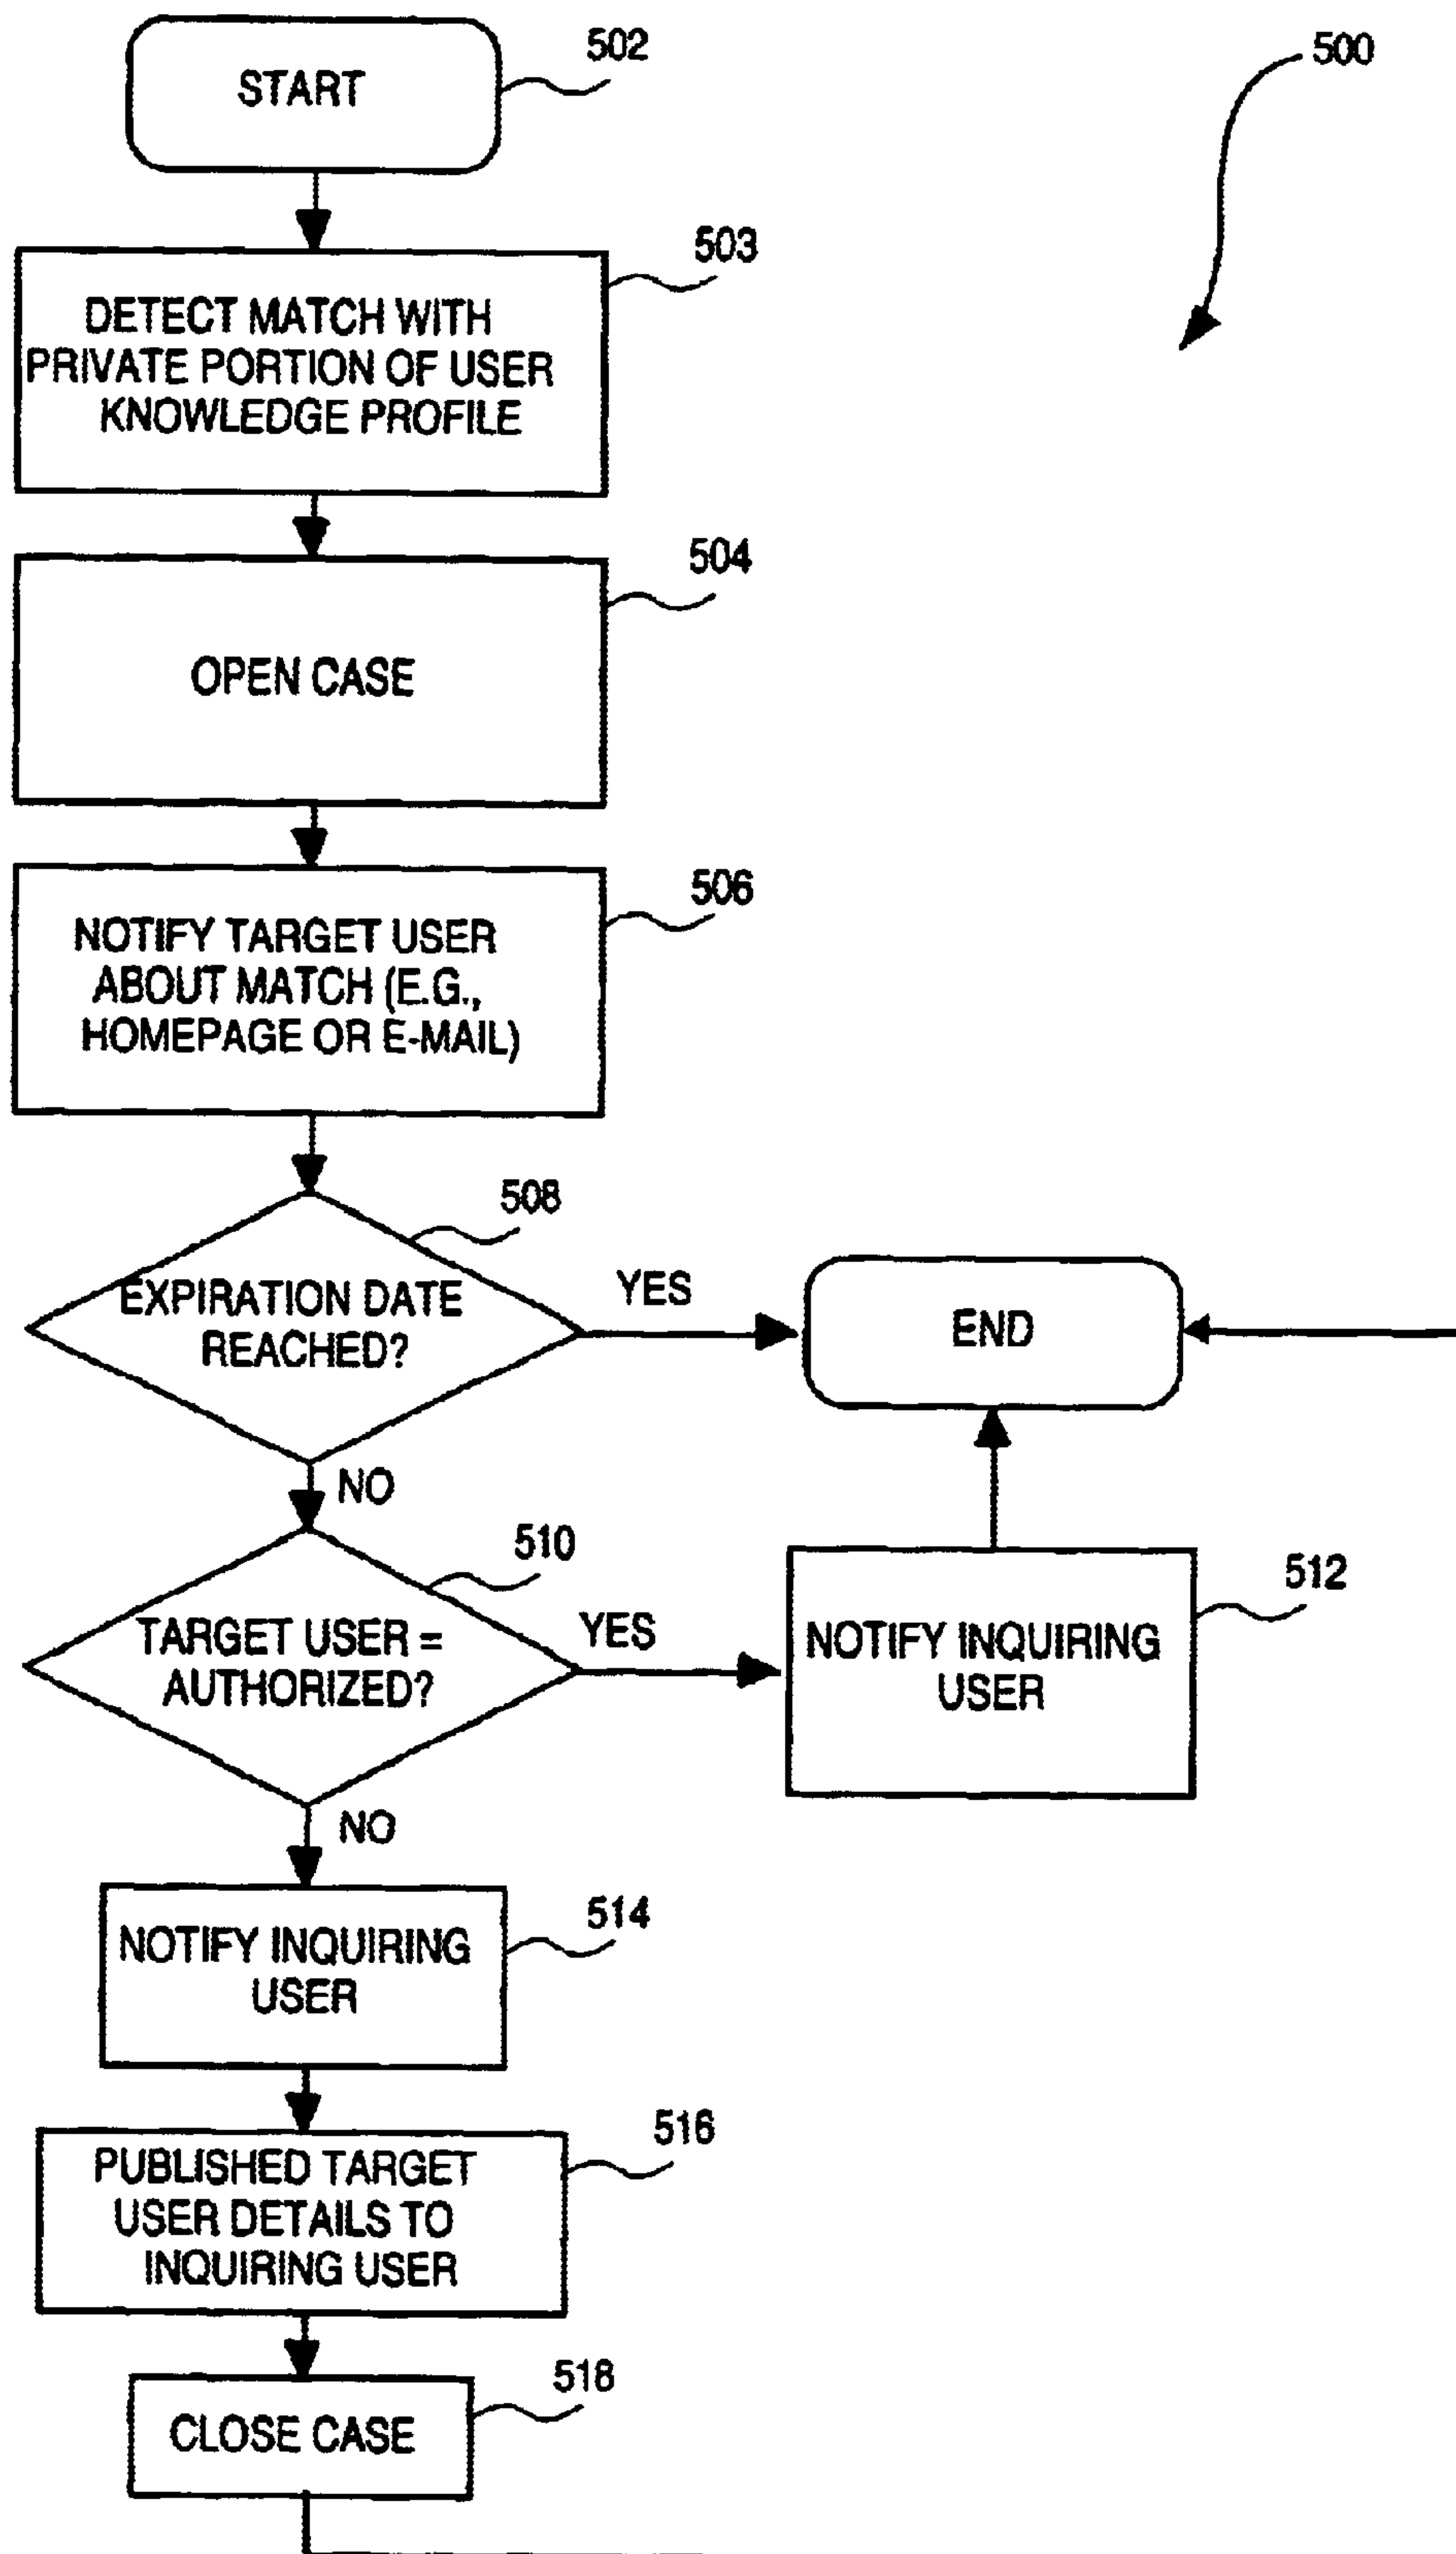 START
502
500
503
DETECT MATCH WITH
PRIVATE PORTION OF USER
KNOWLEDGE PROFILE
504
OPEN CASE
506
NOTIFY TARGET USER
ABOUT MATCH (E.G.,
HOMEPAGE OR E-MAIL)
508
EXPIRATION DATE
REACHED?
YES
END
NO
510
TARGET USER =
AUTHORIZED?
YES
512
NOTIFY INQUIRING
USER
NO
514
NOTIFY INQUIRING
USER
516
PUBLISHED TARGET
USER DETAILS TO
INQUIRING USER
518
CLOSE CASE